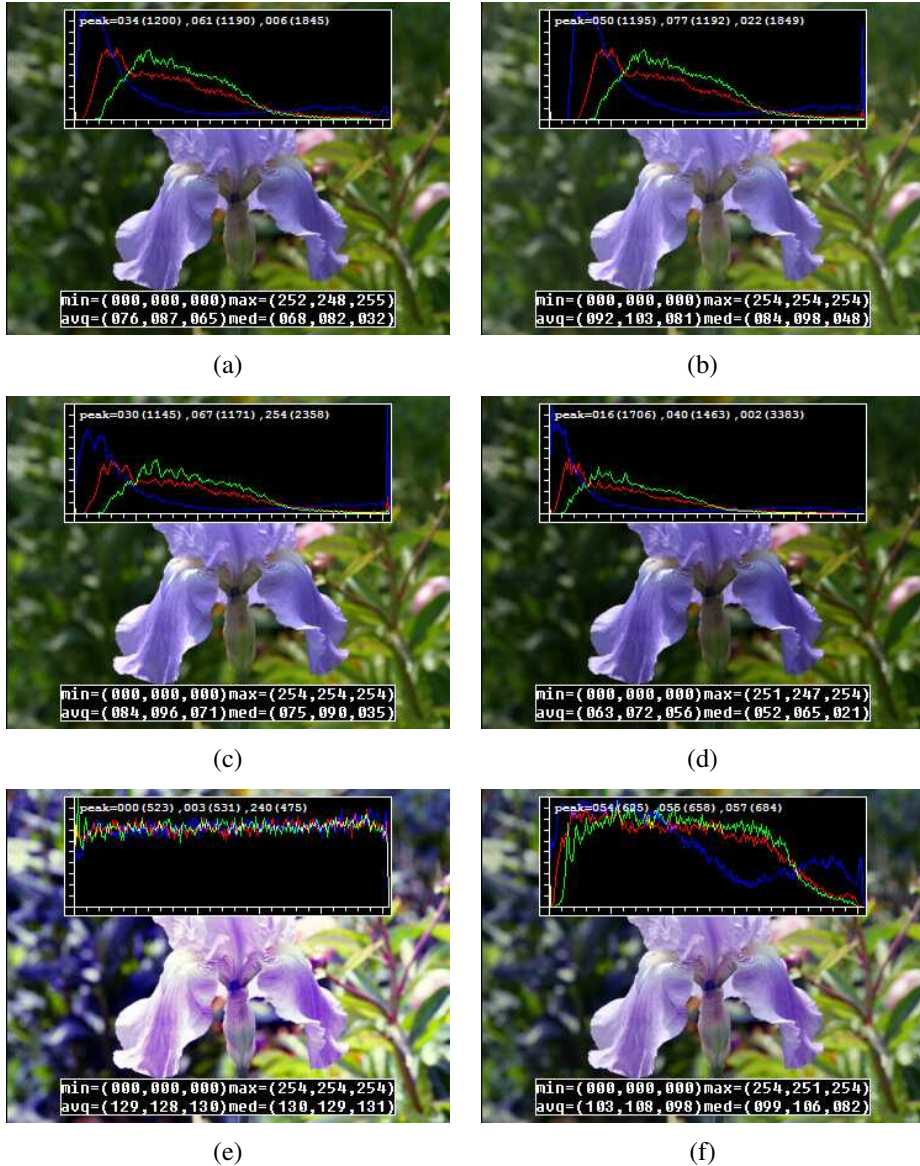 peak=034(1200),061(1190),006(1845)
min=(000,000,000)max=(252,248,255)
avg=(076,087,065)med=(068,082,032)
(a)
peak=050(1195),077(1192),022(1849)
min=(000,000,000)max=(254,254,254)
avg=(092,103,081)med=(084,098,048)
(b)
peak=030(1145),067(1171),254(2358)
min=(000,000,000)max=(254,254,254)
avg=(084,096,071)med=(075,090,035)
(c)
peak=016(1706),040(1463),002(3383)
min=(000,000,000)max=(251,247,254)
avg=(063,072,056)med=(052,065,021)
(d)
peak=000(523),003(531),240(475)
min=(000,000,000)max=(254,254,254)
avg=(129,128,130)med=(130,129,131)
(e)
peak=054(625),055(658),057(684)
min=(000,000,000)max=(254,251,254)
avg=(103,108,098)med=(099,106,082)
(f)